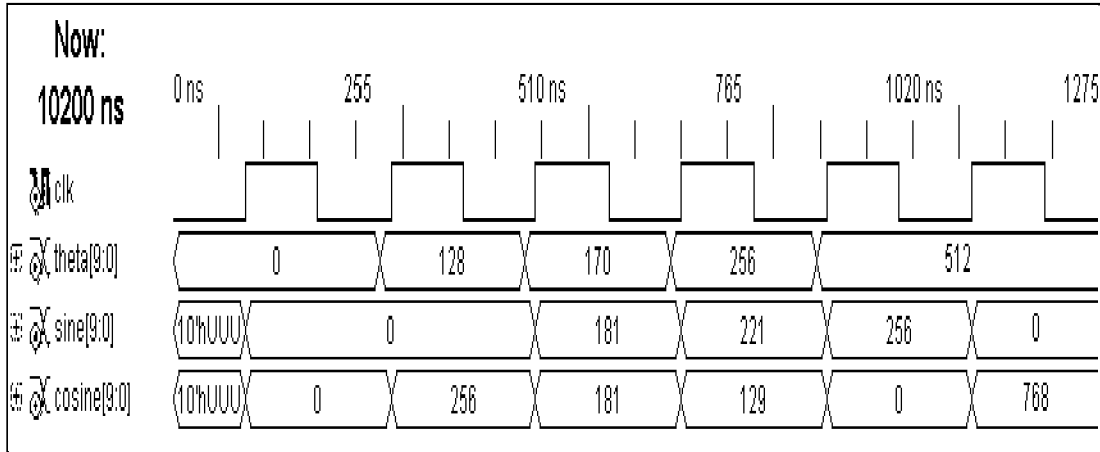 Now:
10200 ns
0 ns 255 510 ns 765 1020 ns 1275
clk
theta[9:0] 0 128 170 256 512
sine[9:0] 10'hUUU 0 181 221 256 0
cosine[9:0] 10'hUUU 0 256 181 129 0 768